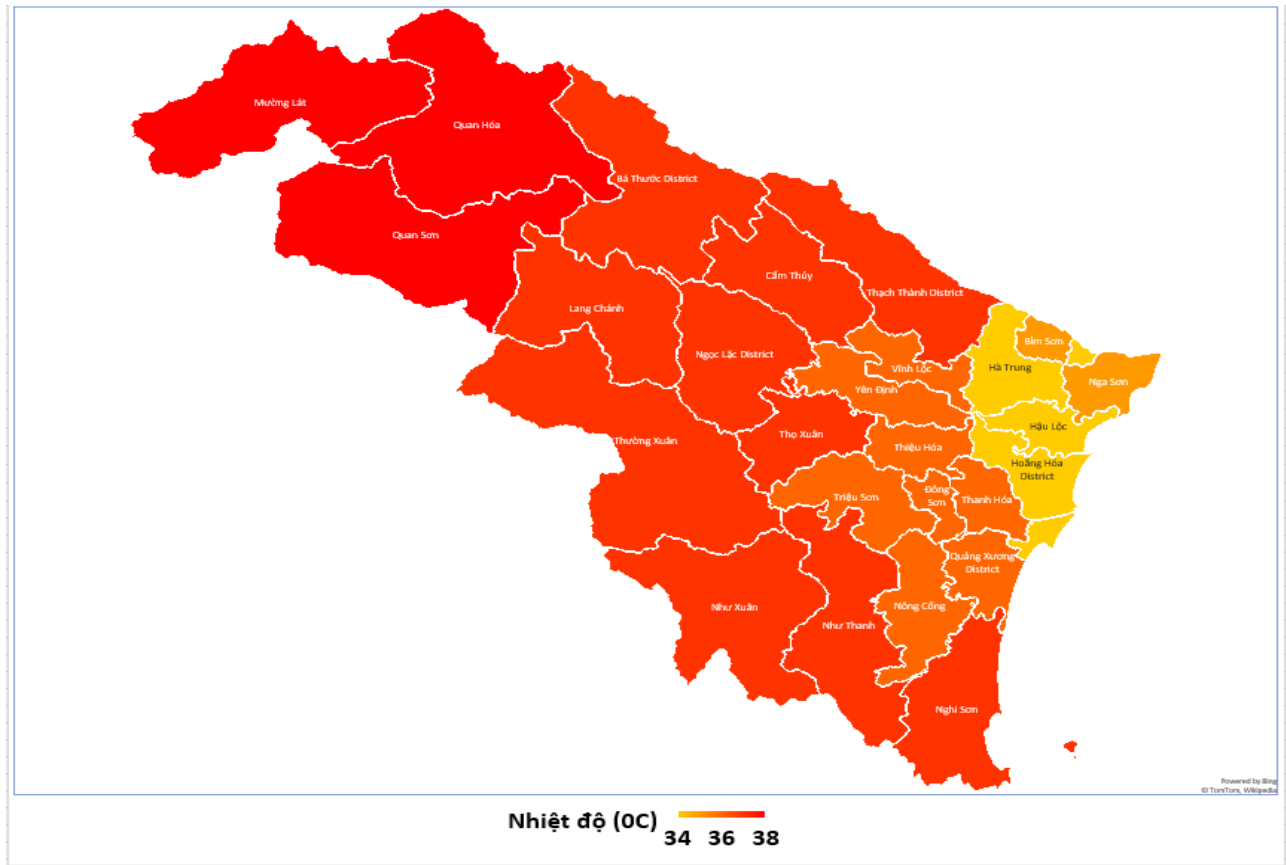 Mường Lát
Quan Hóa
Bá Thước District
Quan Sơn
Cẩm Thủy
Thạch Thành District
Lang Chánh
Bỉm Sơn
Ngọc Lặc District
Hà Trung
Vĩnh Lộc
Nga Sơn
Yên Định
Hậu Lộc
Thọ Xuân
Thường Xuân
Thiệu Hóa
Hoằng Hóa
District
Đông
Sơn
Triệu Sơn
Thanh Hóa
Quảng Xương
District
Như Xuân
Nông Cống
Như Thanh
Nghi Sơn
Powered by Bing
© TomTom, Wikipedia
Nhiệt độ (0C)
34 36 38